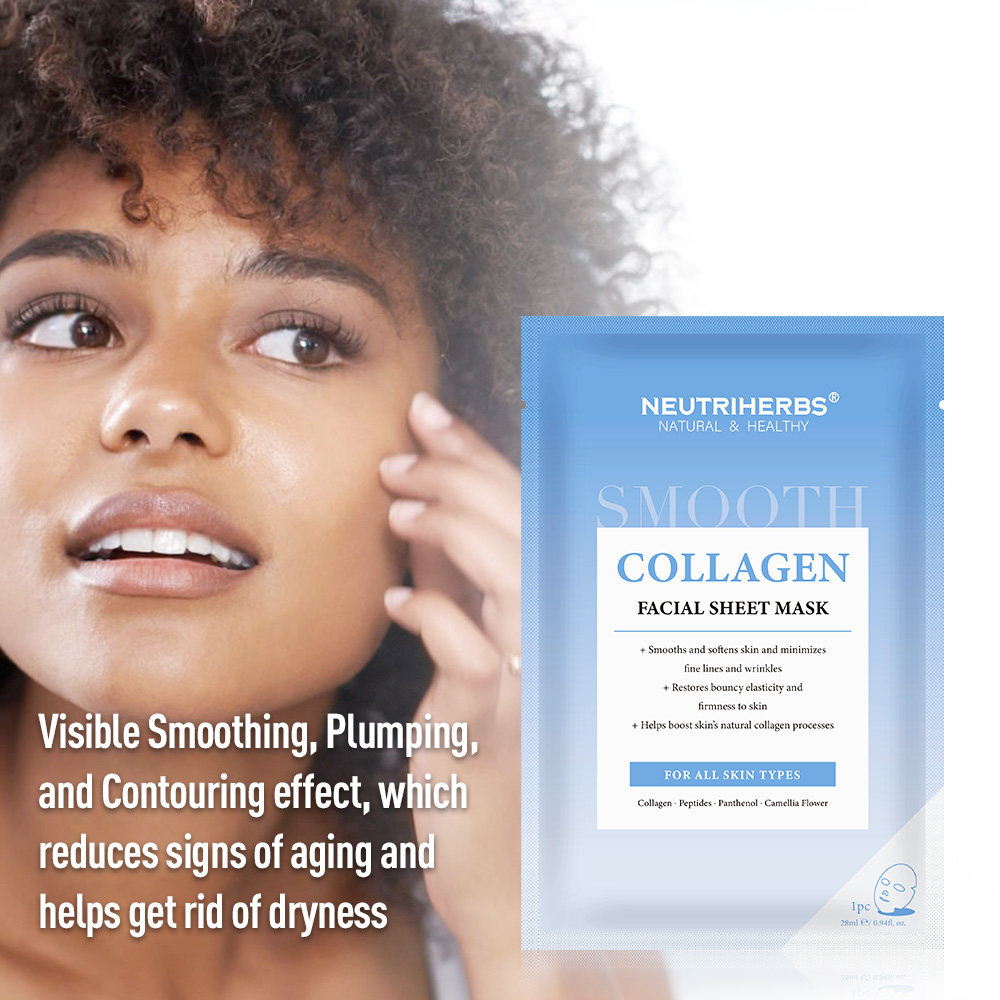 NEUTRIHERBS®
NATURAL & HEALTHY
SMOOTH
COLLAGEN
FACIAL SHEET MASK
+ Smooths and softens skin and minimizes
fine lines and wrinkles
+ Restores bouncy elasticity and
firmness to skin
+ Helps boost skin's natural collagen processes
FOR ALL SKIN TYPES
Collagen · Peptides · Panthenol · Camellia Flower
1pc
28ml ℮/ 0.94fl. oz.
Visible Smoothing, Plumping,
and Contouring effect, which
reduces signs of aging and
helps get rid of dryness